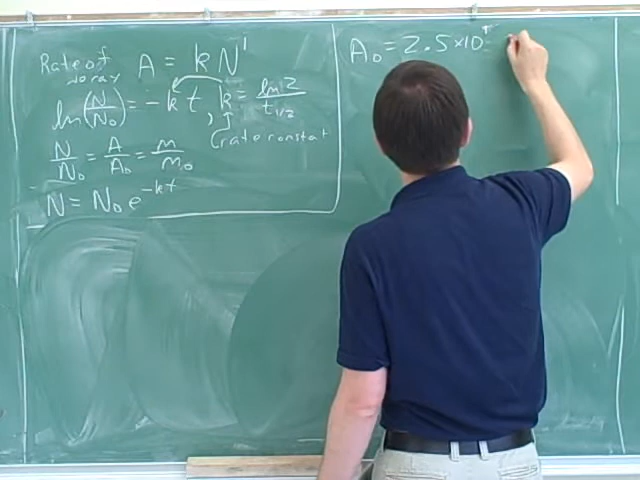 Rate of decay A = kN¹
ln(N/N₀) = -kt, k = ln2/t₁/₂
rate constant
N/N₀ = A/A₀ = m/m₀
N = N₀ e^-kt
A₀ = 2.5×10